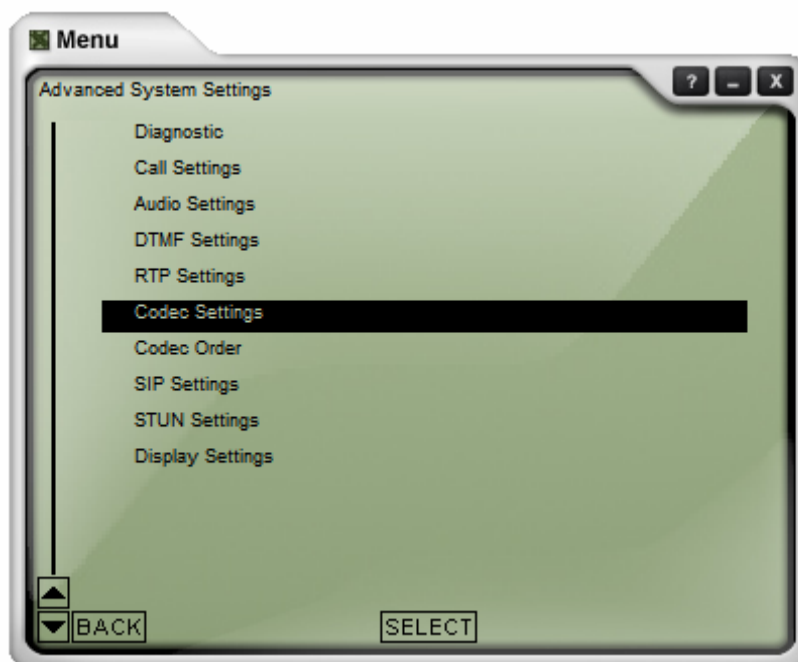 Menu
? – X
Advanced System Settings
Diagnostic
Call Settings
Audio Settings
DTMF Settings
RTP Settings
Codec Settings
Codec Order
SIP Settings
STUN Settings
Display Settings
BACK SELECT